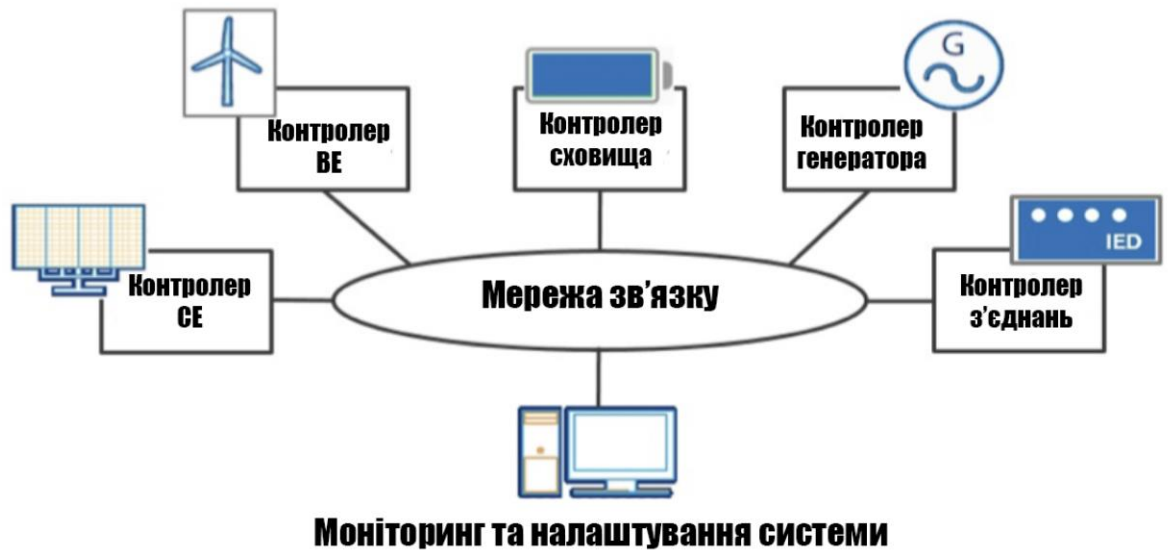 G
Контролер
ВЕ
Контролер
сховища
Контролер
генератора
IED
Контролер
СЕ
Мережа зв’язку
Контролер
з’єднань
Моніторинг та налаштування системи